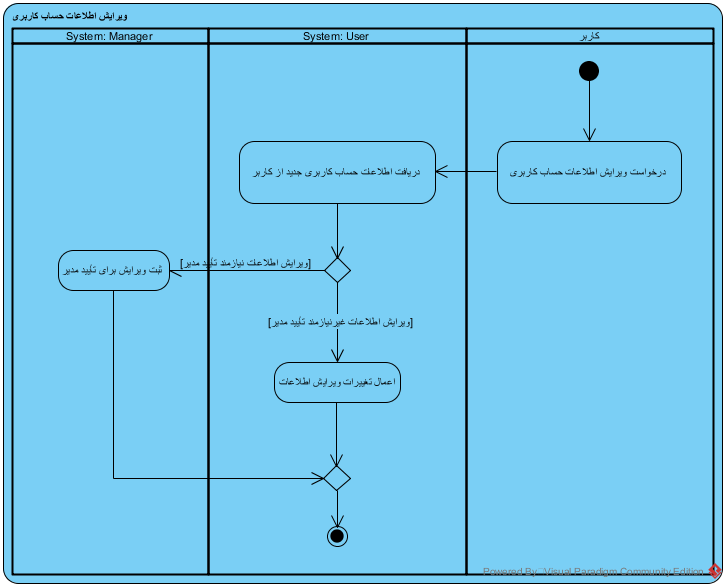 ویرایش اطلاعات حساب کاربری
System: Manager
System: User
کاربر
درخواست ویرایش اطلاعات حساب کاربری
دریافت اطلاعات حساب کاربری جدید از کاربر
[ویرایش اطلاعات نیازمند تأیید مدیر]
ثبت ویرایش برای تأیید مدیر
[ویرایش اطلاعات غیرنیازمند تأیید مدیر]
اعمال تغییرات ویرایش اطلاعات
Powered By Visual Paradigm Community Edition